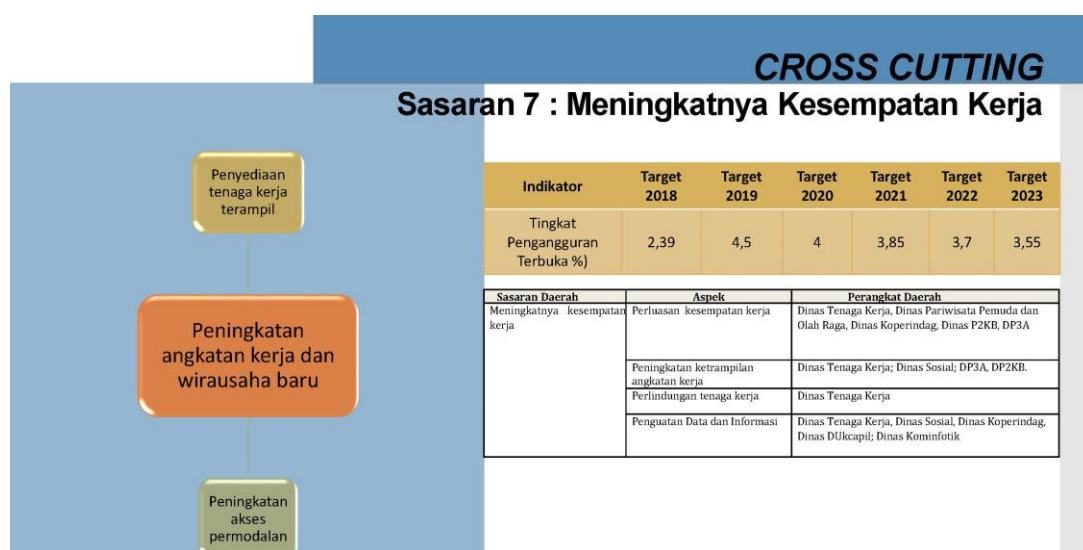 CROSS CUTTING
Sasaran 7 : Meningkatnya Kesempatan Kerja
Penyediaan
tenaga kerja
terampil
Peningkatan
angkatan kerja dan
wirausaha baru
Peningkatan
akses
permodalan
Indikator
Target
2018
Target
2019
Target
2020
Target
2021
Target
2022
Target
2023
Tingkat
Pengangguran
Terbuka %)
2,39
4,5
4
3,85
3,7
3,55
Sasaran Daerah
Aspek
Perangkat Daerah
Meningkatnya kesempatan
kerja
Perluasan kesempatan kerja
Dinas Tenaga Kerja, Dinas Pariwisata Pemuda dan
Olah Raga, Dinas Koperindag, Dinas P2KB, DP3A
Peningkatan ketrampilan
angkatan kerja
Dinas Tenaga Kerja; Dinas Sosial; DP3A, DP2KB.
Perlindungan tenaga kerja
Dinas Tenaga Kerja
Penguatan Data dan Informasi
Dinas Tenaga Kerja, Dinas Sosial, Dinas Koperindag,
Dinas DUkcapil; Dinas Kominfotik